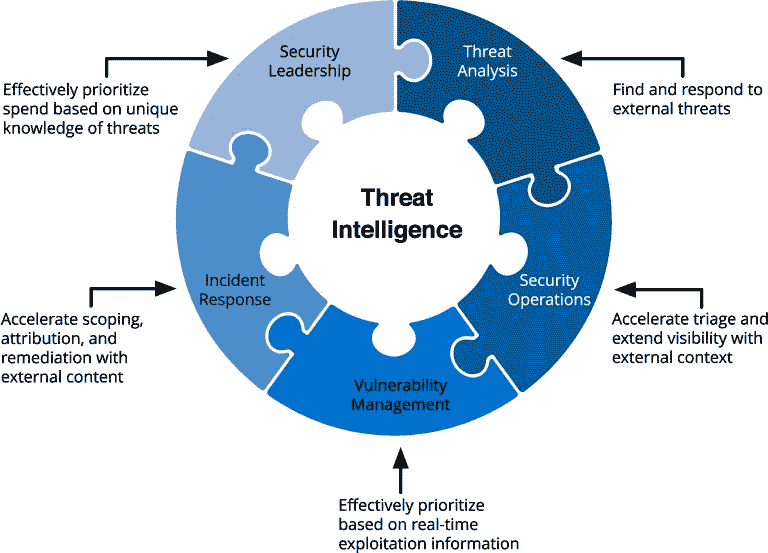 Security
Leadership
Threat
Analysis
Effectively prioritize
spend based on unique
knowledge of threats
Find and respond to
external threats
Threat
Intelligence
Incident
Response
Security
Operations
Accelerate scoping,
attribution, and
remediation with
external content
Accelerate triage and
extend visibility with
external context
Vulnerability
Management
Effectively prioritize
based on real-time
exploitation information